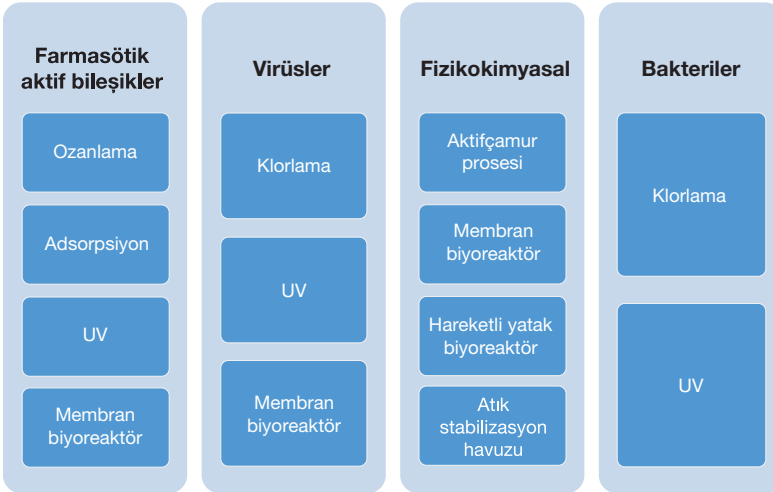 Farmasötik
aktif bileşikler
Ozanlama
Adsorpsiyon
UV
Membran
biyoreaktör
Virüsler
Klorlama
UV
Membran
biyoreaktör
Fizikokimyasal
Aktifçamur
prosesi
Membran
biyoreaktör
Hareketli yatak
biyoreaktör
Atık
stabilizasyon
havuzu
Bakteriler
Klorlama
UV